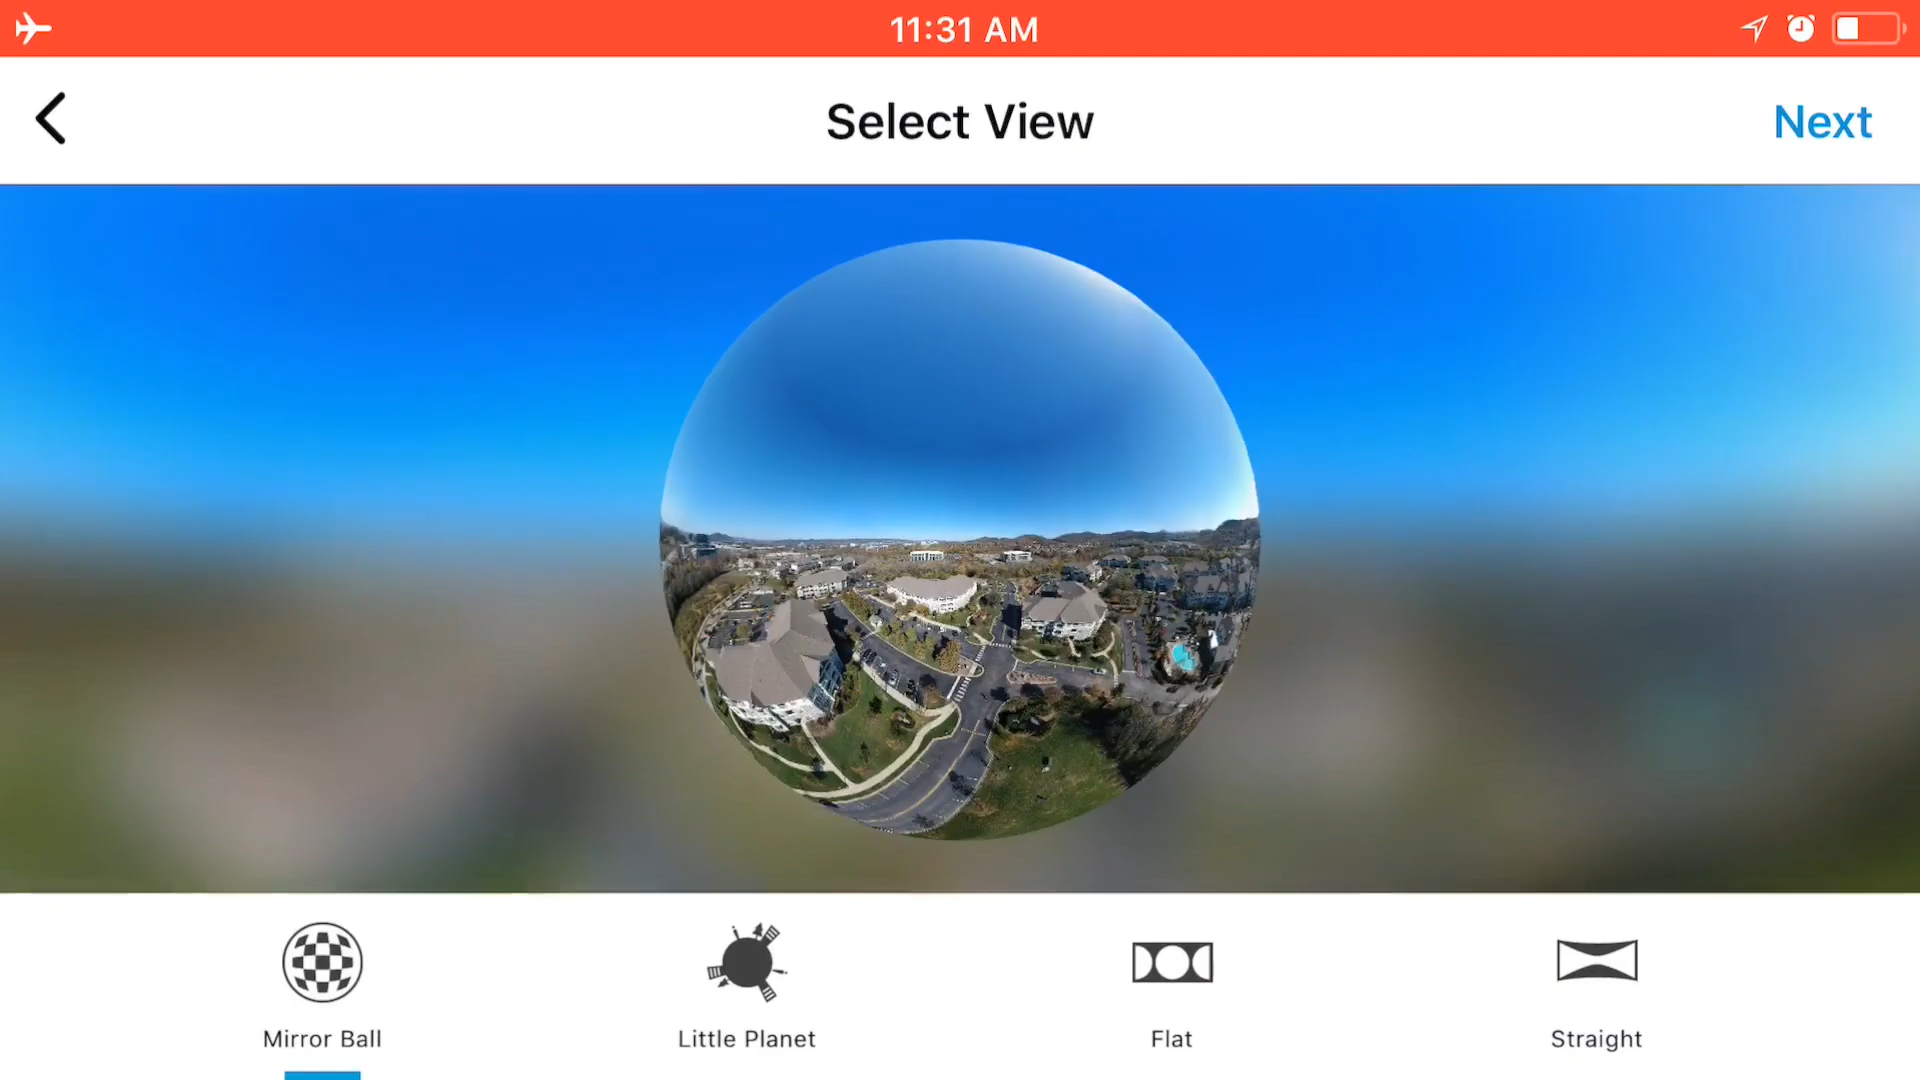 11:31 AM
Select View
Next
Mirror Ball
Little Planet
Flat
Straight